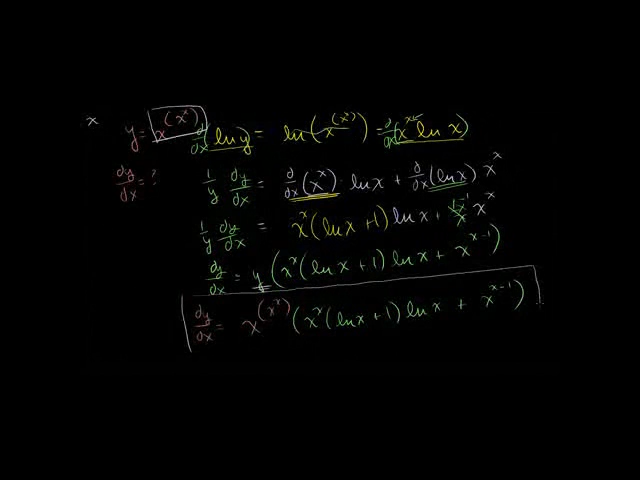 x
y = x^(x^x) d/dx (ln y) = ln(x^(x^x)) = d/dx (x^x ln x)
dy/dx = ? 1/y dy/dx = d/dx (x^x) · ln x + d/dx (ln x) x^x
1/y dy/dx = x^x (ln x + 1) ln x + x^x
dy/dx = y (x^x (ln x + 1) ln x + x^(x-1))
dy/dx = x^(x^x) (x^x (ln x + 1) ln x + x^(x-1))